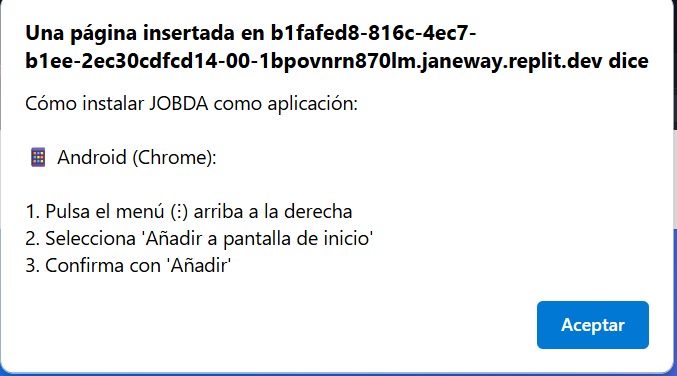 Una página insertada en b1fafed8-816c-4ec7-
b1ee-2ec30cdfcd14-00-1bpovnrn870lm.janeway.replit.dev dice
Cómo instalar JOBDA como aplicación:
Android (Chrome):
1. Pulsa el menú (⋮) arriba a la derecha
2. Selecciona 'Añadir a pantalla de inicio'
3. Confirma con 'Añadir'
Aceptar